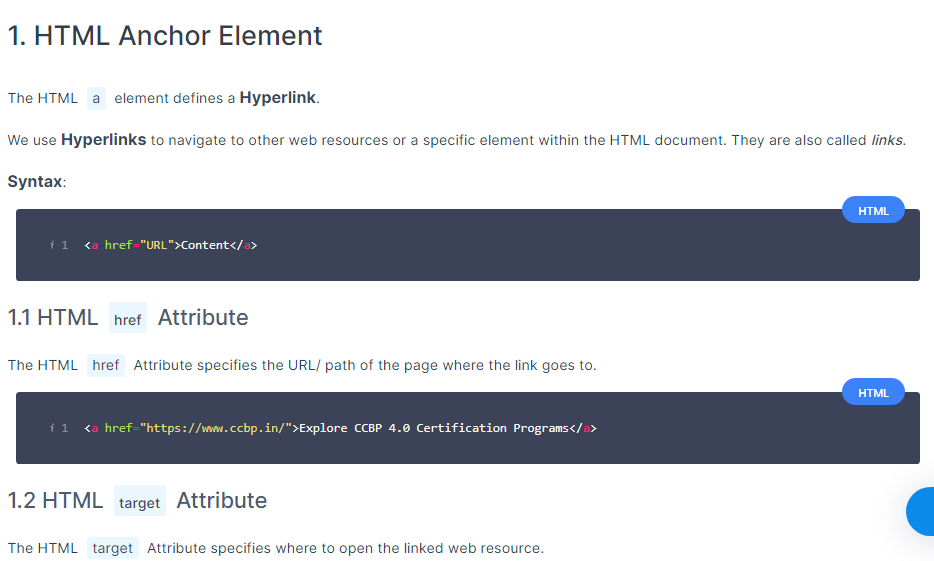 1. HTML Anchor Element
The HTML a element defines a Hyperlink.
We use Hyperlinks to navigate to other web resources or a specific element within the HTML document. They are also called links.
Syntax:
HTML
i 1 <a href="URL">Content</a>
1.1 HTML href Attribute
The HTML href Attribute specifies the URL/ path of the page where the link goes to.
HTML
i 1 <a href="https://www.ccbp.in/">Explore CCBP 4.0 Certification Programs</a>
1.2 HTML target Attribute
The HTML target Attribute specifies where to open the linked web resource.